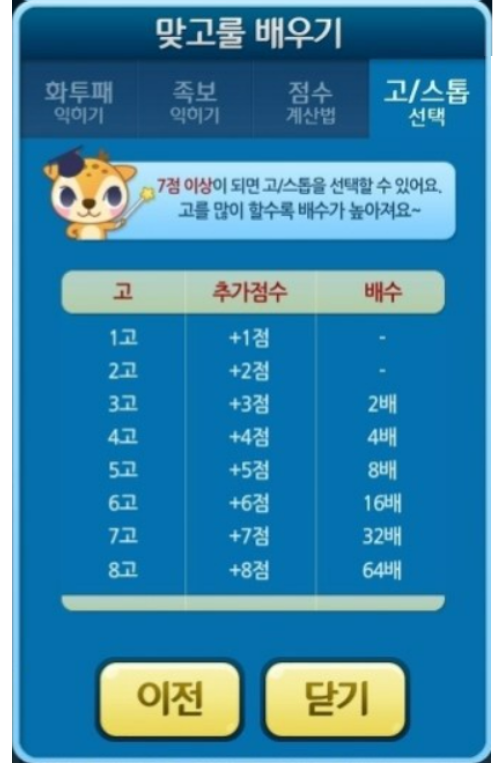 맞고룰 배우기
화투패 익히기
족보 익히기
점수 계산법
고/스톱 선택
7점 이상이 되면 고/스톱을 선택할 수 있어요.
고를 많이 할수록 배수가 높아져요~
고 추가점수 배수
1고 +1점 -
2고 +2점 -
3고 +3점 2배
4고 +4점 4배
5고 +5점 8배
6고 +6점 16배
7고 +7점 32배
8고 +8점 64배
이전 닫기